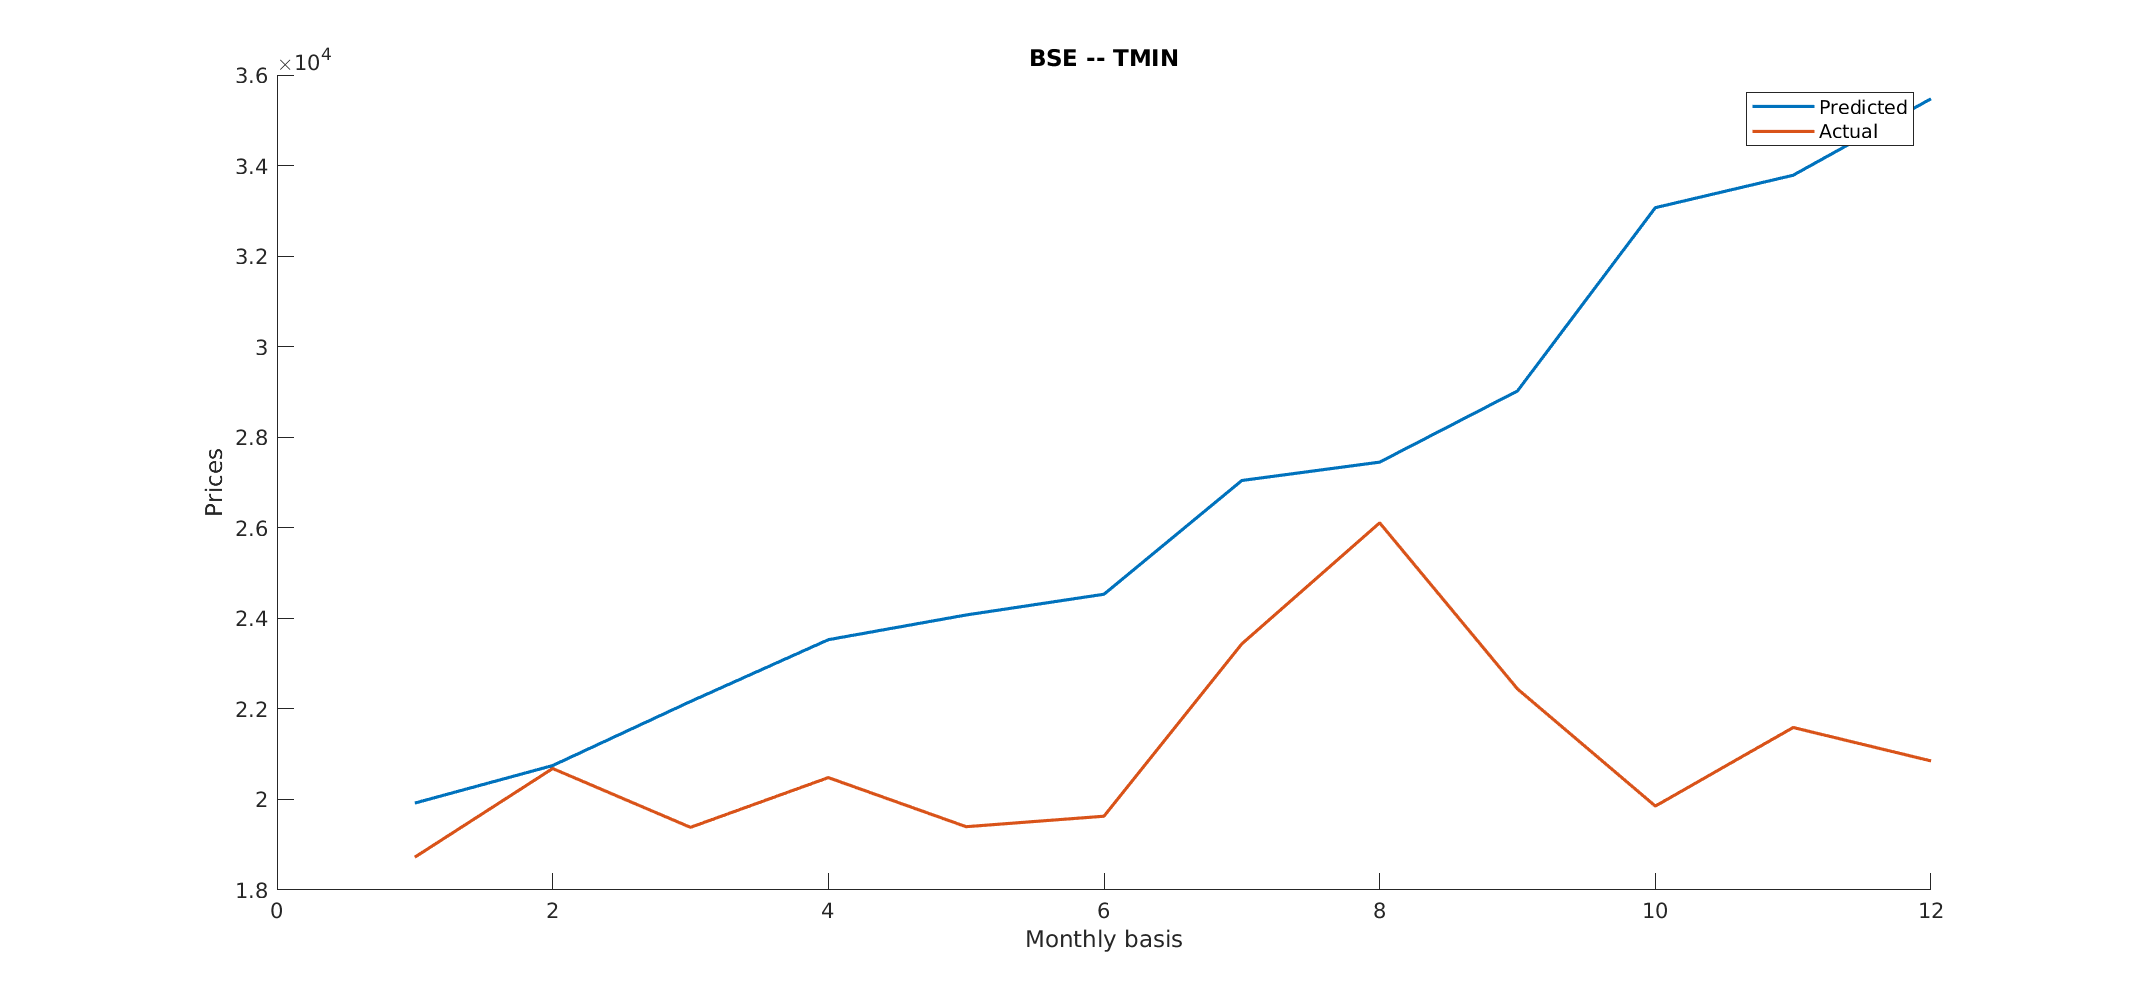 BSE -- TMIN
×10^4
3.6
3.4
3.2
3
2.8
2.6
2.4
2.2
2
1.8
Prices
Predicted
Actual
0 2 4 6 8 10 12
Monthly basis